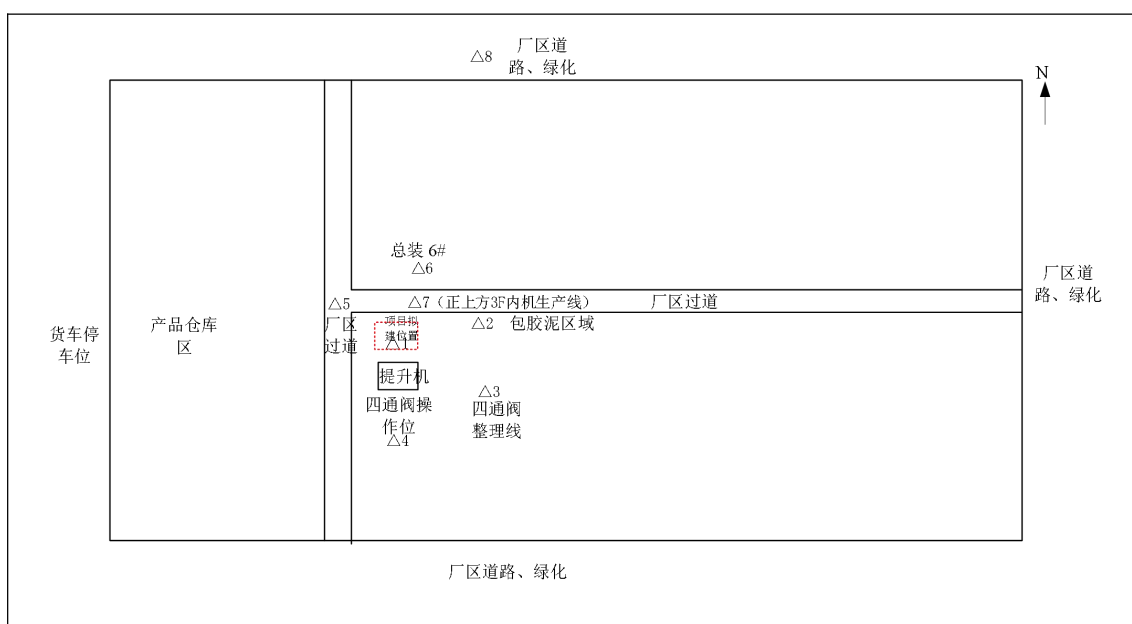 △8
厂区道
路、绿化
N
总装 6#
△6
厂区道
路、绿化
△5
△7（正上方3F内机生产线）
厂区过道
厂区
过道
项目拟
建位置
△1
△2 包胶泥区域
货车停
车位
产品仓库
区
提升机
△3
四通阀
整理线
四通阀操
作位
△4
厂区道路、绿化